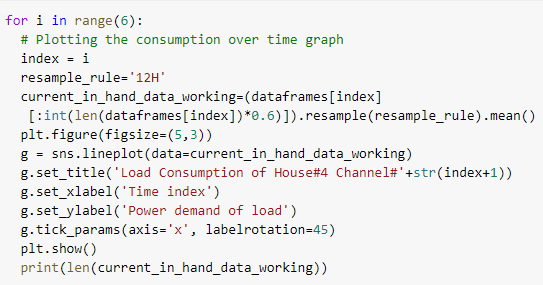 for i in range(6):
# Plotting the consumption over time graph
index = i
resample_rule='12H'
current_in_hand_data_working=(dataframes[index]
[:int(len(dataframes[index])*0.6)]).resample(resample_rule).mean()
plt.figure(figsize=(5,3))
g = sns.lineplot(data=current_in_hand_data_working)
g.set_title('Load Consumption of House#4 Channel#'+str(index+1))
g.set_xlabel('Time index')
g.set_ylabel('Power demand of load')
g.tick_params(axis='x', labelrotation=45)
plt.show()
print(len(current_in_hand_data_working))